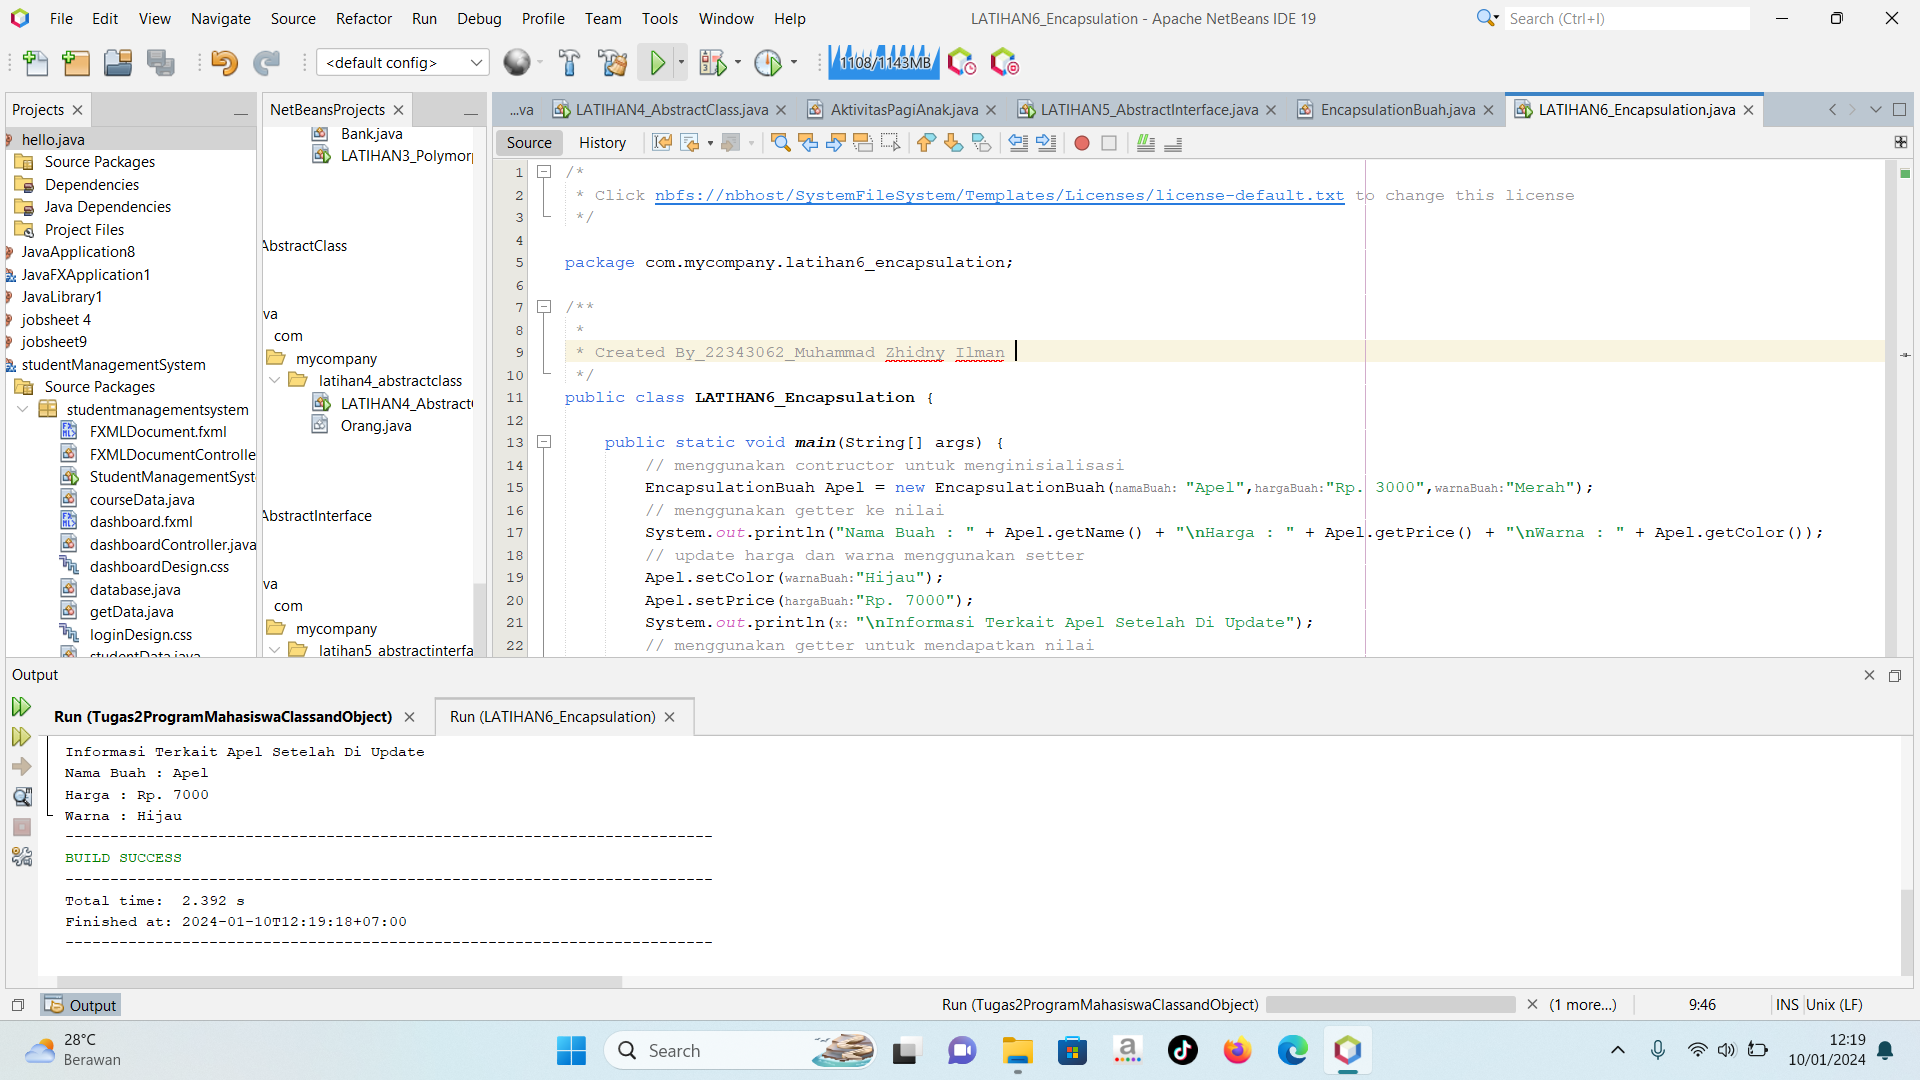 File Edit View Navigate Source Refactor Run Debug Profile Team Tools Window Help
LATIHAN6_Encapsulation - Apache NetBeans IDE 19
Search (Ctrl+I)
<default config>
1108/1143MB
Projects
hello.java
Source Packages
Dependencies
Java Dependencies
Project Files
JavaApplication8
JavaFXApplication1
JavaLibrary1
jobsheet 4
jobsheet9
studentManagementSystem
Source Packages
studentmanagementsystem
FXMLDocument.fxml
FXMLDocumentControlle
StudentManagementSyst
courseData.java
dashboard.fxml
dashboardController.java
dashboardDesign.css
database.java
getData.java
loginDesign.css
studentData.java
NetBeansProjects
Bank.java
LATIHAN3_Polymorp
AbstractClass
va
com
mycompany
latihan4_abstractclass
LATIHAN4_Abstract
Orang.java
AbstractInterface
va
com
mycompany
latihan5_abstractinterfa
...va LATIHAN4_AbstractClass.java AktivitasPagiAnak.java LATIHAN5_AbstractInterface.java EncapsulationBuah.java LATIHAN6_Encapsulation.java
Source History
1 /*
2 * Click nbfs://nbhost/SystemFileSystem/Templates/Licenses/license-default.txt to change this license
3 */
4
5 package com.mycompany.latihan6_encapsulation;
6
7 /**
8 *
9 * Created By_22343062_Muhammad Zhidny Ilman
10 */
11 public class LATIHAN6_Encapsulation {
12
13 public static void main(String[] args) {
14 // menggunakan contructor untuk menginisialisasi
15 EncapsulationBuah Apel = new EncapsulationBuah(namaBuah: "Apel",hargaBuah:"Rp. 3000",warnaBuah:"Merah");
16 // menggunakan getter ke nilai
17 System.out.println("Nama Buah : " + Apel.getName() + "\nHarga : " + Apel.getPrice() + "\nWarna : " + Apel.getColor());
18 // update harga dan warna menggunakan setter
19 Apel.setColor(warnaBuah:"Hijau");
20 Apel.setPrice(hargaBuah:"Rp. 7000");
21 System.out.println(x: "\nInformasi Terkait Apel Setelah Di Update");
22 // menggunakan getter untuk mendapatkan nilai
Output
Run (Tugas2ProgramMahasiswaClassandObject) Run (LATIHAN6_Encapsulation)
Informasi Terkait Apel Setelah Di Update
Nama Buah : Apel
Harga : Rp. 7000
Warna : Hijau
------------------------------------------------------------------------
BUILD SUCCESS
------------------------------------------------------------------------
Total time:  2.392 s
Finished at: 2024-01-10T12:19:18+07:00
------------------------------------------------------------------------
Output
Run (Tugas2ProgramMahasiswaClassandObject) (1 more...) 9:46 INS Unix (LF)
28°C
Berawan
Search
12:19
10/01/2024